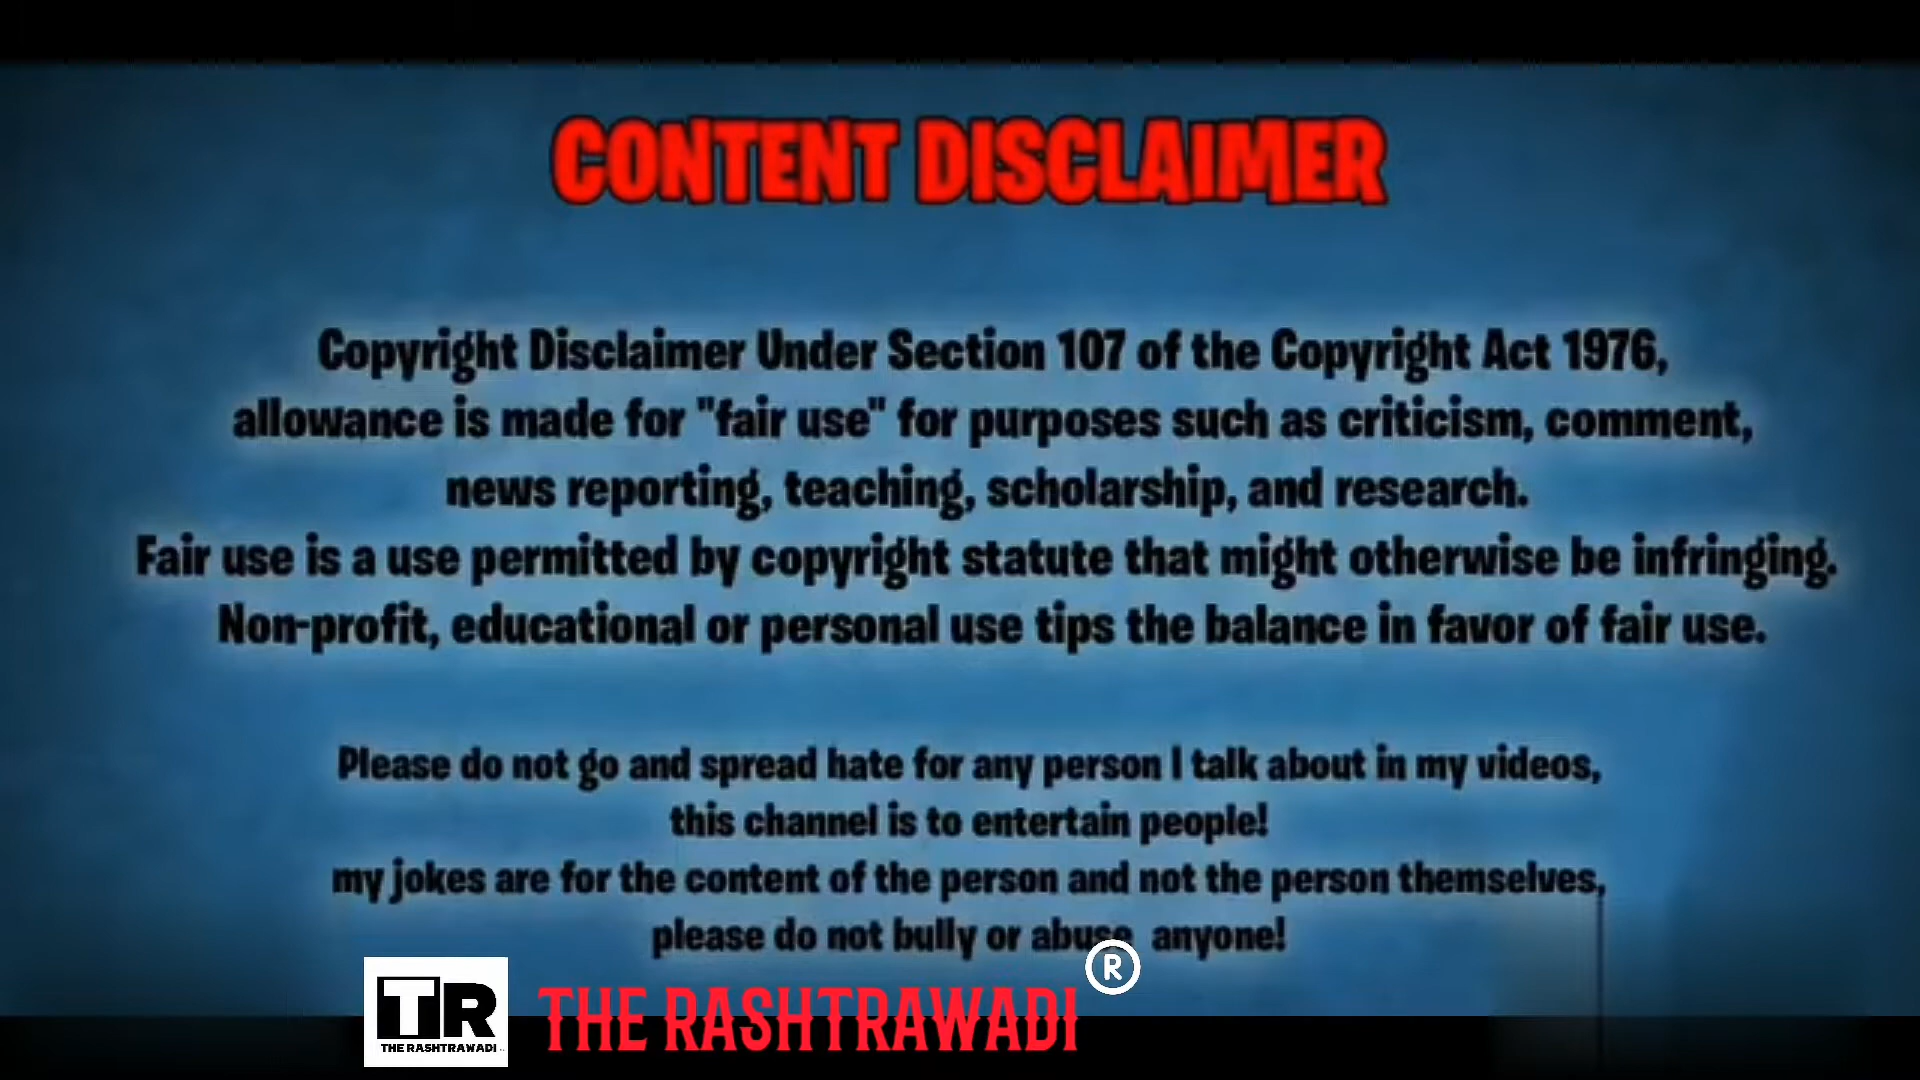 CONTENT DISCLAIMER
Copyright Disclaimer Under Section 107 of the Copyright Act 1976,
allowance is made for "fair use" for purposes such as criticism, comment,
news reporting, teaching, scholarship, and research.
Fair use is a use permitted by copyright statute that might otherwise be infringing.
Non-profit, educational or personal use tips the balance in favor of fair use.
Please do not go and spread hate for any person I talk about in my videos,
this channel is to entertain people!
my jokes are for the content of the person and not the person themselves,
please do not bully or abuse anyone!
TR
THE RASHTRAWADI
THE RASHTRAWADI ®